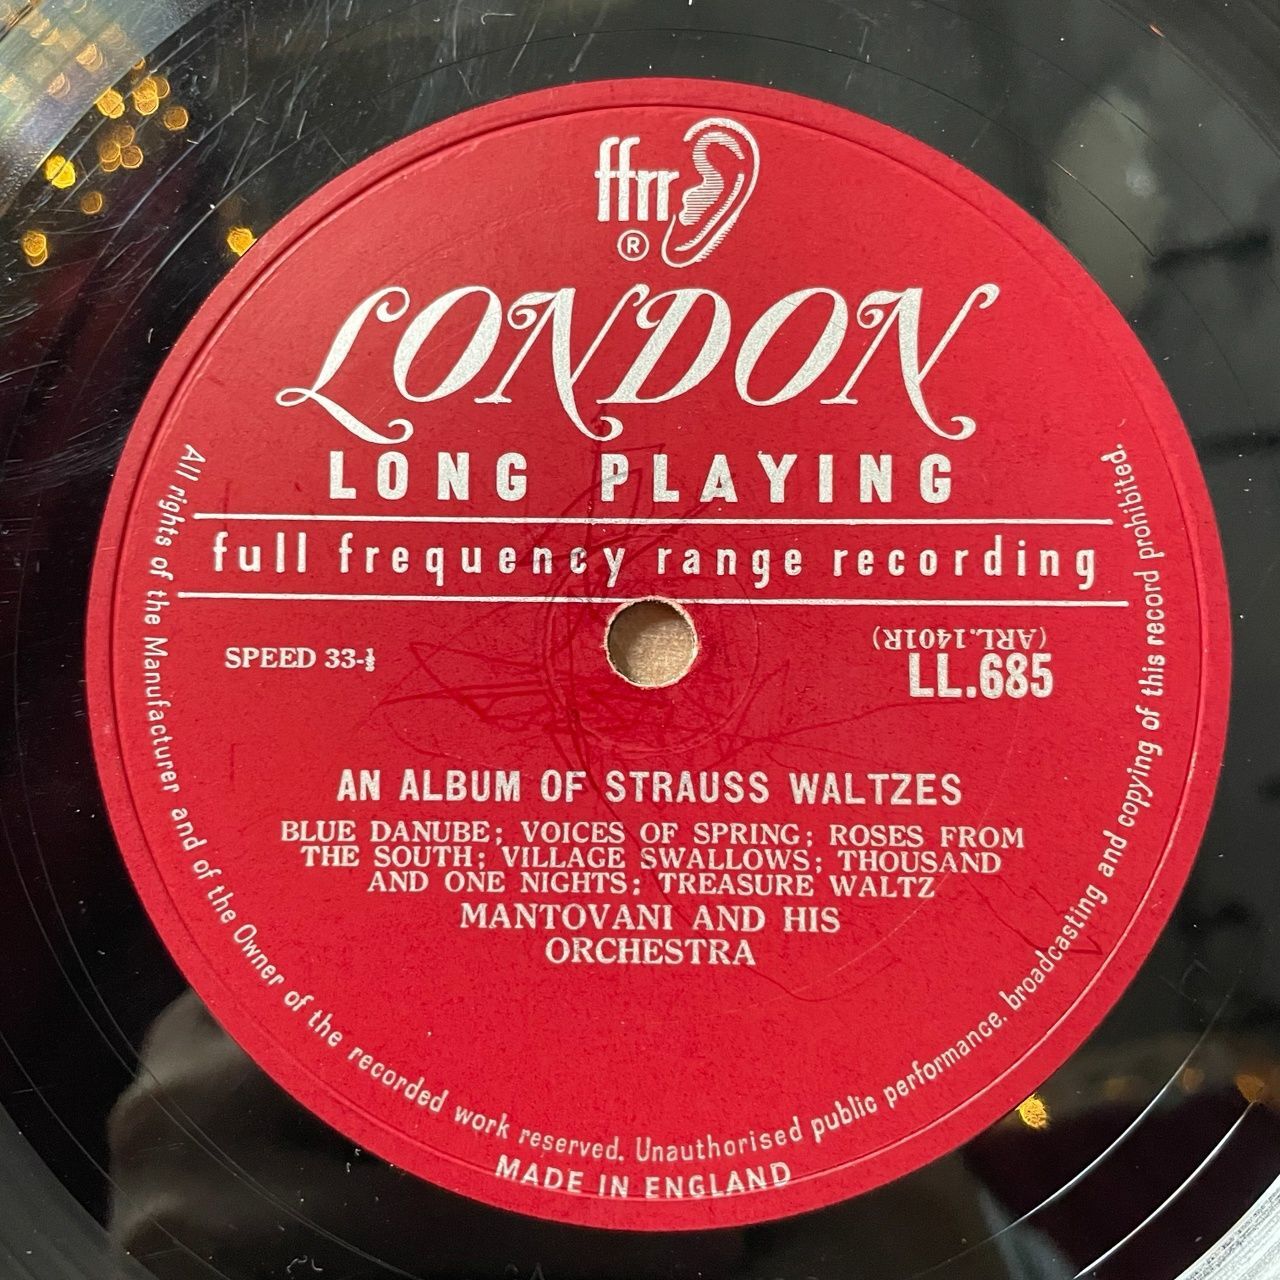 ffrr
®
LONDON
LONG PLAYING
full frequency range recording
SPEED 33-⅓
(ARL.1401R)
LL.685
AN ALBUM OF STRAUSS WALTZES
BLUE DANUBE; VOICES OF SPRING; ROSES FROM
THE SOUTH; VILLAGE SWALLOWS; THOUSAND
AND ONE NIGHTS; TREASURE WALTZ
MANTOVANI AND HIS
ORCHESTRA
All rights of the Manufacturer and of the Owner of the recorded work reserved. Unauthorised public performance, broadcasting and copying of this record prohibited.
MADE IN ENGLAND